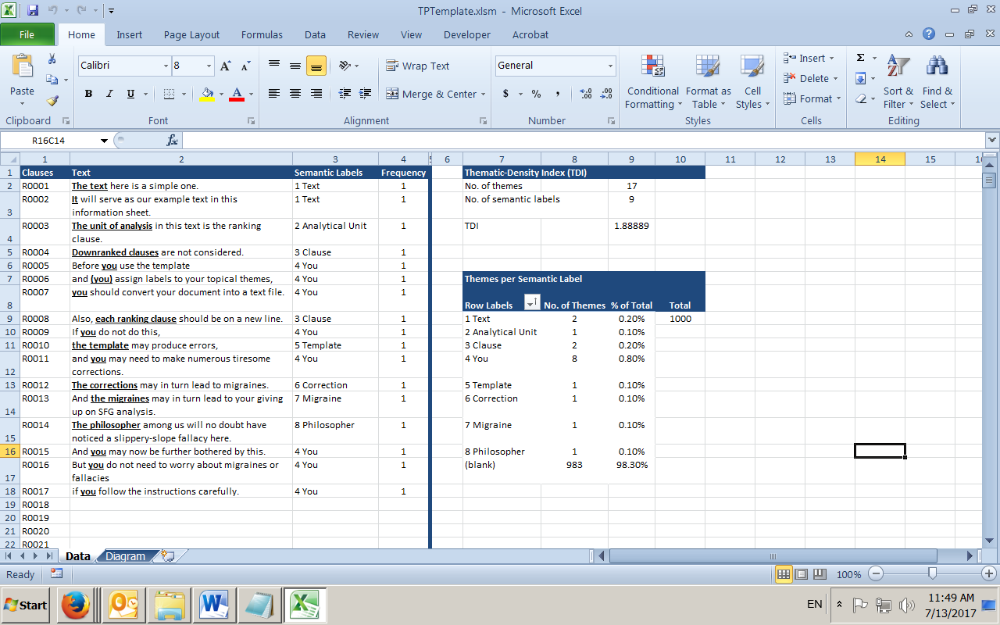 TPTemplate.xlsm - Microsoft Excel
File Home Insert Page Layout Formulas Data Review View Developer Acrobat
Calibri 8 Wrap Text General Insert Σ
Paste B I U A Merge & Center $ % , Conditional Formatting Format as Table Cell Styles Delete Format Sort & Filter Find & Select
Clipboard Font Alignment Number Styles Cells Editing
R16C14 fx
1 2 3 4 5 6 7 8 9 10 11 12 13 14 15 16
1 Clauses Text Semantic Labels Frequency Thematic-Density Index (TDI)
2 R0001 The text here is a simple one. 1 Text 1 No. of themes 17
R0002 It will serve as our example text in this 1 Text 1 No. of semantic labels 9
3 information sheet.
R0003 The unit of analysis in this text is the ranking 2 Analytical Unit 1 TDI 1.88889
4 clause.
5 R0004 Downranked clauses are not considered. 3 Clause 1
6 R0005 Before you use the template 4 You 1
7 R0006 and (you) assign labels to your topical themes, 4 You 1 Themes per Semantic Label
R0007 you should convert your document into a text file. 4 You 1
8 Row Labels No. of Themes % of Total Total
9 R0008 Also, each ranking clause should be on a new line. 3 Clause 1 1 Text 2 0.20% 1000
10 R0009 If you do not do this, 4 You 1 2 Analytical Unit 1 0.10%
11 R0010 the template may produce errors, 5 Template 1 3 Clause 2 0.20%
R0011 and you may need to make numerous tiresome 4 You 1 4 You 8 0.80%
12 corrections.
13 R0012 The corrections may in turn lead to migraines. 6 Correction 1 5 Template 1 0.10%
R0013 And the migraines may in turn lead to your giving 7 Migraine 1 6 Correction 1 0.10%
14 up on SFG analysis.
R0014 The philosopher among us will no doubt have 8 Philosopher 1 7 Migraine 1 0.10%
15 noticed a slippery-slope fallacy here.
16 R0015 And you may now be further bothered by this. 4 You 1 8 Philosopher 1 0.10%
R0016 But you do not need to worry about migraines or 4 You 1 (blank) 983 98.30%
17 fallacies
18 R0017 if you follow the instructions carefully. 4 You 1
19 R0018
20 R0019
21 R0020
22 R0021
Data Diagram
Ready 100%
Start EN 11:49 AM
7/13/2017